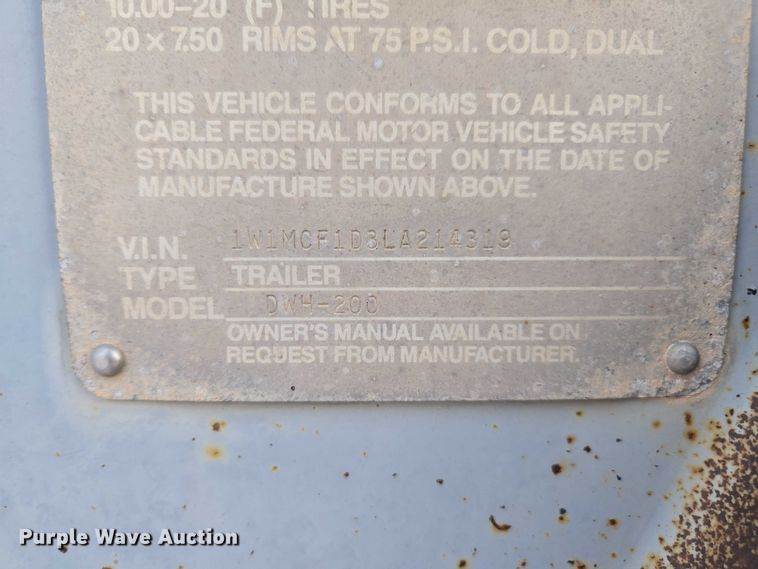 10.00-20 (F) TIRES
20 x 7.50 RIMS AT 75 P.S.I. COLD, DUAL
THIS VEHICLE CONFORMS TO ALL APPLI-
CABLE FEDERAL MOTOR VEHICLE SAFETY
STANDARDS IN EFFECT ON THE DATE OF
MANUFACTURE SHOWN ABOVE.
V.I.N. 1W1MCF1D3LA214319
TYPE TRAILER
MODEL DWH-200
OWNER'S MANUAL AVAILABLE ON
REQUEST FROM MANUFACTURER.
Purple Wave Auction